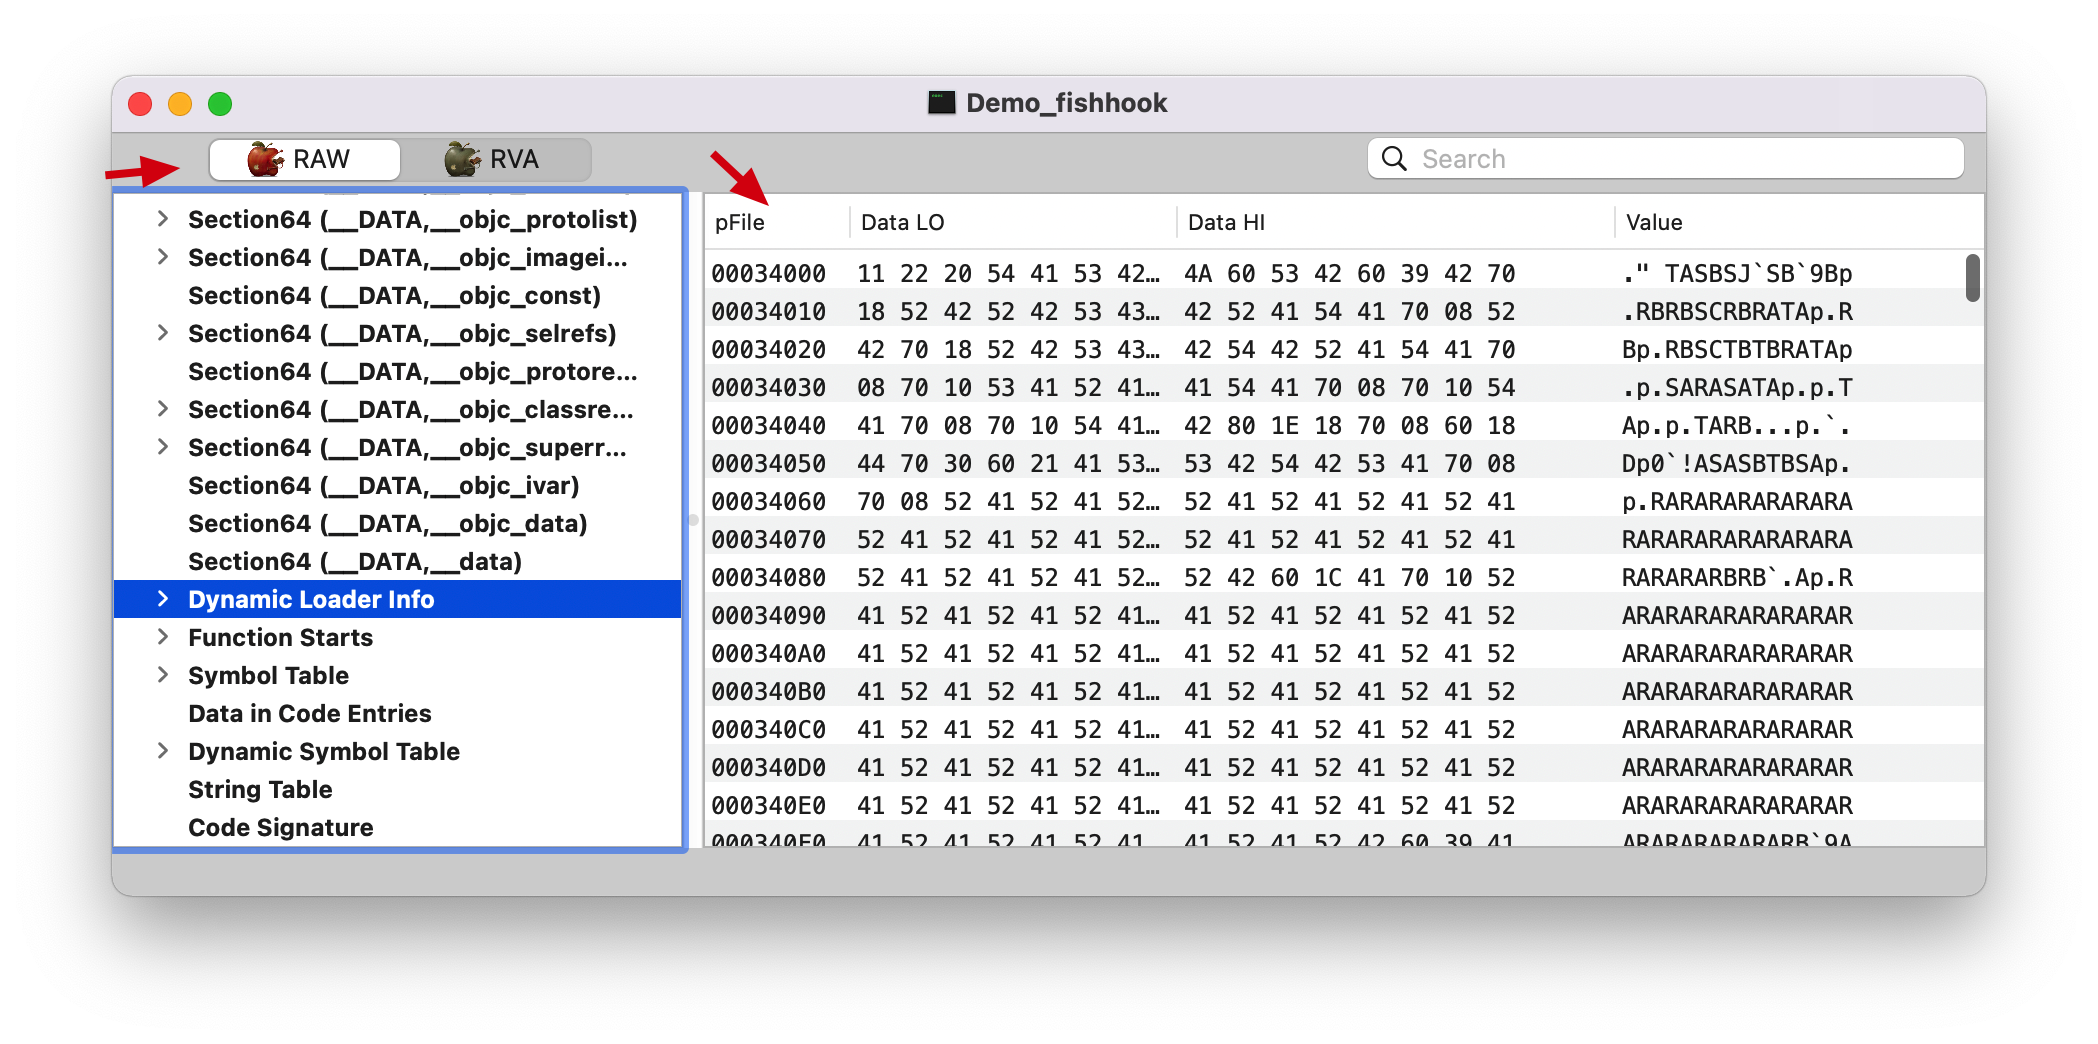 Demo_fishhook
RAW RVA Search
Section64 (__DATA,__objc_protolist)
Section64 (__DATA,__objc_imagei...
Section64 (__DATA,__objc_const)
Section64 (__DATA,__objc_selrefs)
Section64 (__DATA,__objc_protore...
Section64 (__DATA,__objc_classre...
Section64 (__DATA,__objc_superr...
Section64 (__DATA,__objc_ivar)
Section64 (__DATA,__objc_data)
Section64 (__DATA,__data)
Dynamic Loader Info
Function Starts
Symbol Table
Data in Code Entries
Dynamic Symbol Table
String Table
Code Signature
pFile Data LO Data HI Value
00034000 11 22 20 54 41 53 42… 4A 60 53 42 60 39 42 70 ." TASBSJ`SB`9Bp
00034010 18 52 42 52 42 53 43… 42 52 41 54 41 70 08 52 .RBRBSCRBRATAp.R
00034020 42 70 18 52 42 53 43… 42 54 42 52 41 54 41 70 Bp.RBSCTBTBRATAp
00034030 08 70 10 53 41 52 41… 41 54 41 70 08 70 10 54 .p.SARASATAp.p.T
00034040 41 70 08 70 10 54 41… 42 80 1E 18 70 08 60 18 Ap.p.TARB...p.`.
00034050 44 70 30 60 21 41 53… 53 42 54 42 53 41 70 08 Dp0`!ASASBTBSAp.
00034060 70 08 52 41 52 41 52… 52 41 52 41 52 41 52 41 p.RARARARARARARA
00034070 52 41 52 41 52 41 52… 52 41 52 41 52 41 52 41 RARARARARARARARA
00034080 52 41 52 41 52 41 52… 52 42 60 1C 41 70 10 52 RARARARBRB`.Ap.R
00034090 41 52 41 52 41 52 41… 41 52 41 52 41 52 41 52 ARARARARARARARAR
000340A0 41 52 41 52 41 52 41… 41 52 41 52 41 52 41 52 ARARARARARARARAR
000340B0 41 52 41 52 41 52 41… 41 52 41 52 41 52 41 52 ARARARARARARARAR
000340C0 41 52 41 52 41 52 41… 41 52 41 52 41 52 41 52 ARARARARARARARAR
000340D0 41 52 41 52 41 52 41… 41 52 41 52 41 52 41 52 ARARARARARARARAR
000340E0 41 52 41 52 41 52 41… 41 52 41 52 41 52 41 52 ARARARARARARARAR
000340F0 41 52 41 52 41 52 41… 41 52 41 52 42 60 39 41 ARARARARARARB`9A